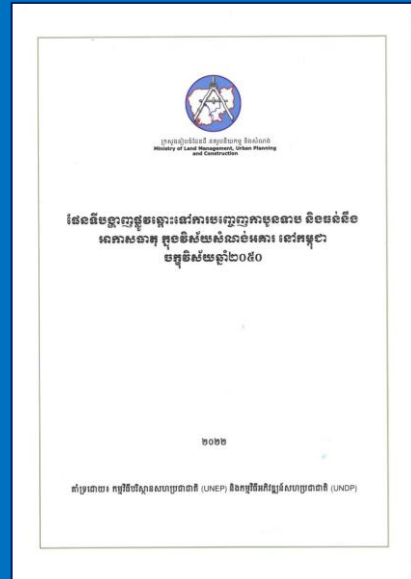 ក្រសួងរៀបចំដែនដី នគរូបនីយកម្ម និងសំណង់
Ministry of Land Management, Urban Planning
and Construction
ផែនទីបង្ហាញផ្លូវឆ្ពោះទៅការបញ្ចេញកាបូនទាប និងធន់នឹង
អាកាសធាតុ ក្នុងវិស័យសំណង់អគារ នៅកម្ពុជា
ចក្ខុវិស័យឆ្នាំ២០៥០
២០២២
គាំទ្រដោយ៖ កម្មវិធីបរិស្ថានសហប្រជាជាតិ (UNEP) និងកម្មវិធីអភិវឌ្ឍន៍សហប្រជាជាតិ (UNDP)